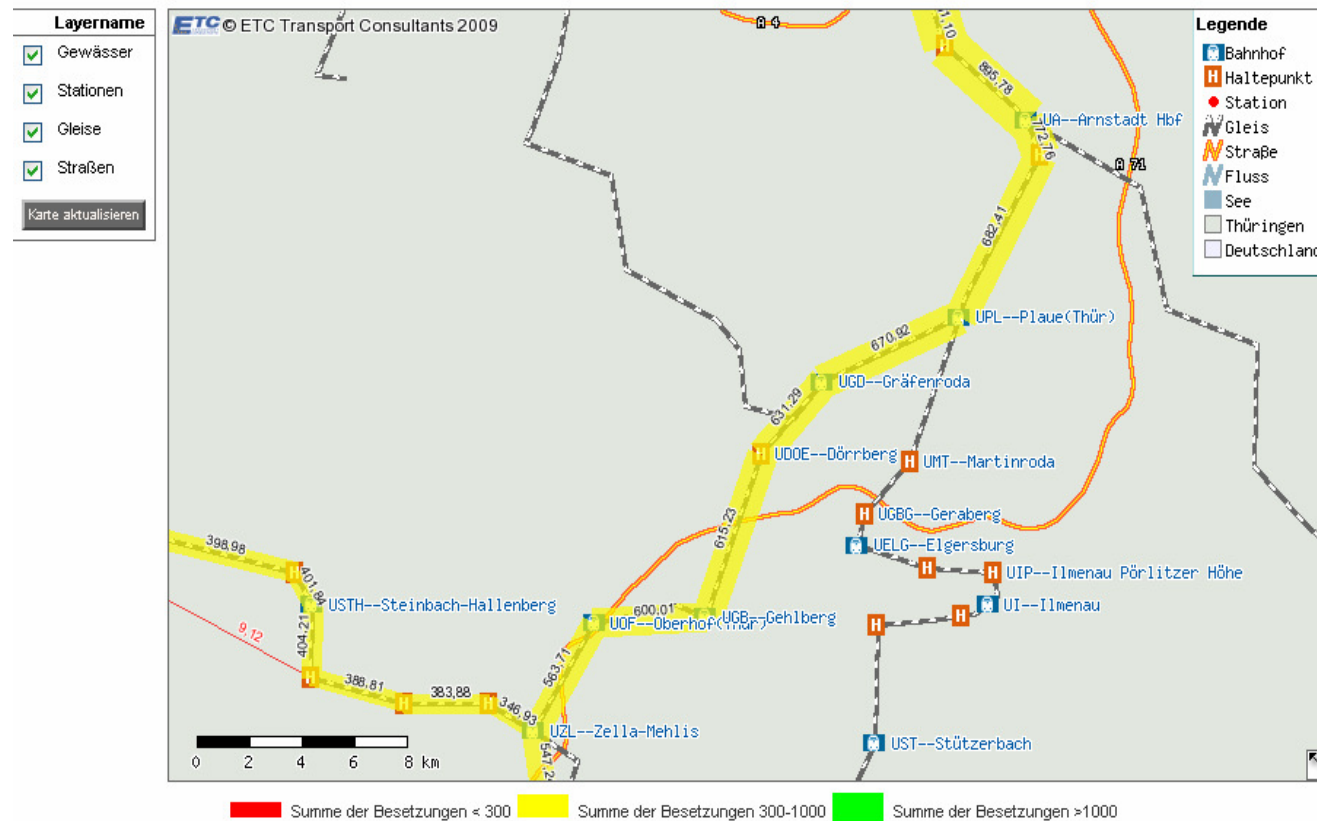 Layername
Gewässer
Stationen
Gleise
Straßen
Karte aktualisieren
ETC © ETC Transport Consultants 2009
A 4
Legende
Bahnhof
H Haltepunkt
Station
Gleis
Straße
Fluss
See
Thüringen
Deutschland
1,10
H
895,78
UA--Arnstadt Hbf
772,76
A 71
682,41
UPL--Plaue(Thür)
670,92
UGD--Gräfenroda
631,29
H UDOE--Dörrberg
H UMT--Martinroda
615,23
H UGBG--Geraberg
UELG--Elgersburg
H
H UIP--Ilmenau Pörlitzer Höhe
UI--Ilmenau
H
H
398,98
H
401,84
USTH--Steinbach-Hallenberg
404,21
9,12
H
388,81
H
383,88
H
346,93
600,01
UGB--Gehlberg
UOF--Oberhof(Thür)
563,71
UZL--Zella-Mehlis
547,2
UST--Stützerbach
0 2 4 6 8 km
Summe der Besetzungen < 300 Summe der Besetzungen 300-1000 Summe der Besetzungen >1000